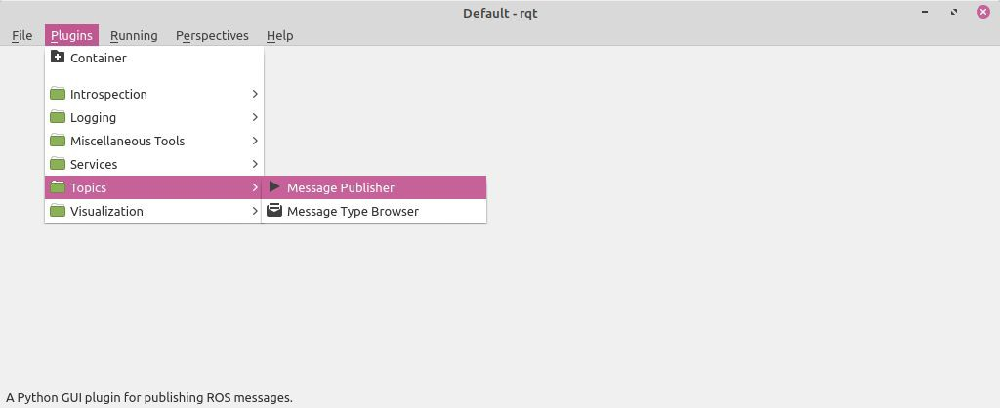 Default - rqt
File Plugins Running Perspectives Help
Container
Introspection
Logging
Miscellaneous Tools
Services
Topics Message Publisher
Visualization Message Type Browser
A Python GUI plugin for publishing ROS messages.